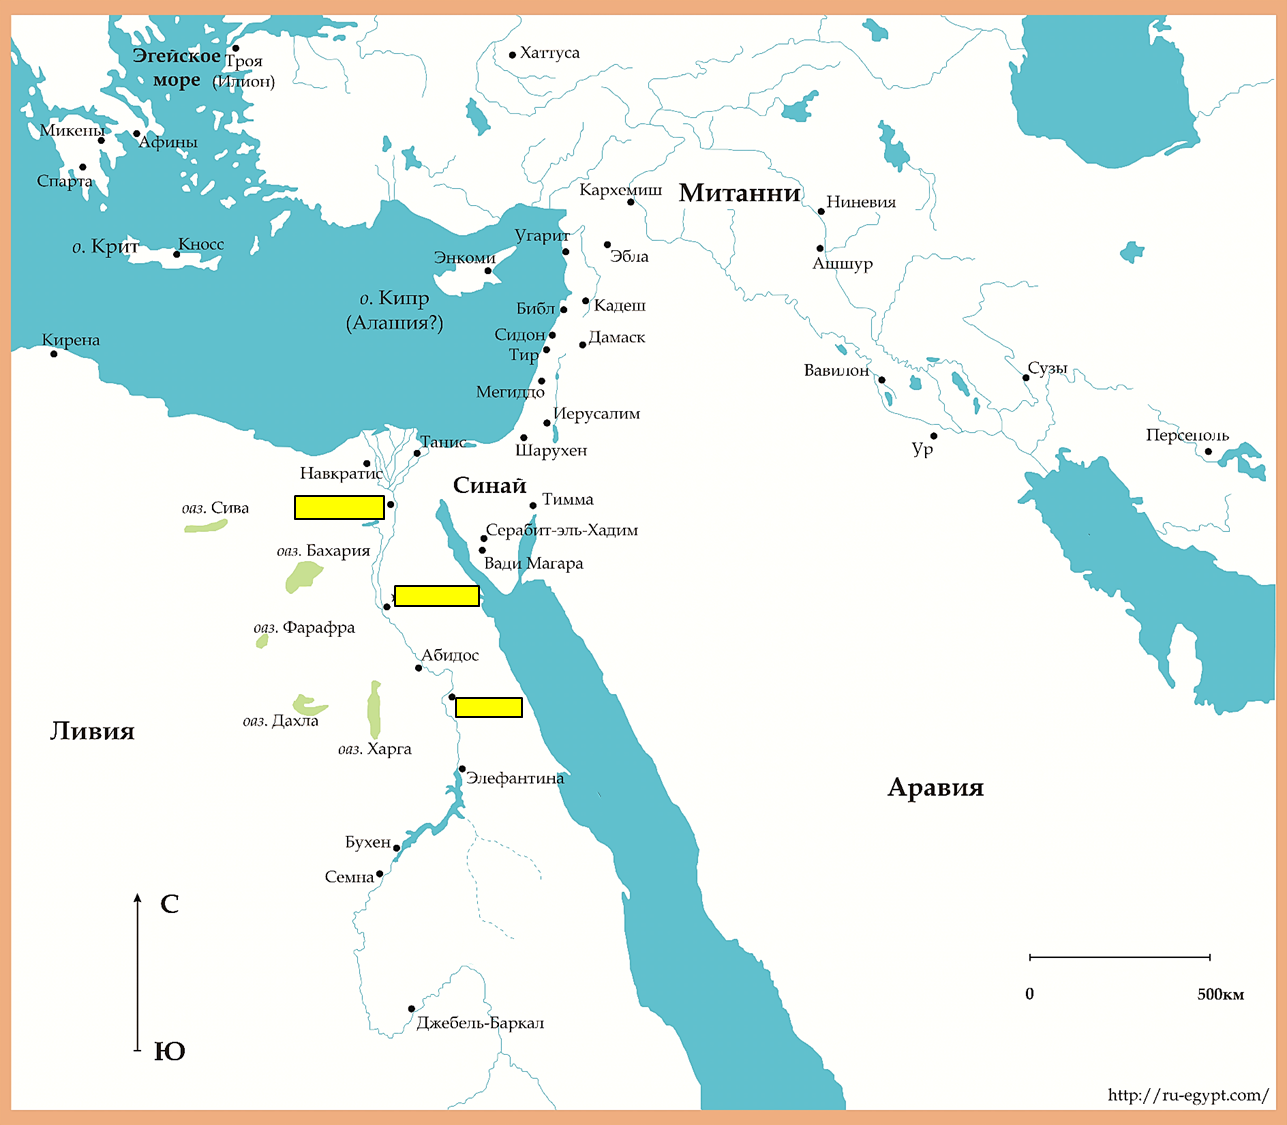 Эгейское
море
Троя
(Илион)
Хаттуса
Микены
Афины
Спарта
Кархемиш
Митанни
Ниневия
о. Крит
Кносс
Угарит
Энкоми
Эбла
Ашшур
о. Кипр
(Алашия?)
Библ
Кадеш
Сидон
Дамаск
Тир
Кирена
Вавилон
Сузы
Мегиддо
Иерусалим
Танис
Шарухен
Ур
Персеполь
Навкратис
Синай
Тимма
оаз. Сива
Серабит-эль-Хадим
оаз. Бахария
Вади Магара
оаз. Фарафра
Абидос
оаз. Дахла
Ливия
оаз. Харга
Элефантина
Аравия
Бухен
Семна
С
0
500км
Джебель-Баркал
Ю
http://ru-egypt.com/